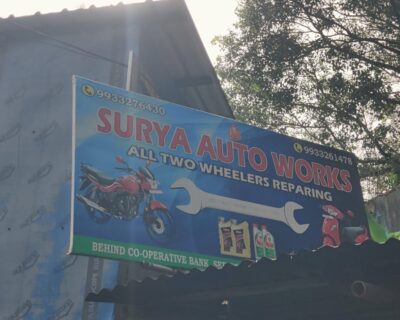 9933276430
9933261478
SURYA AUTO WORKS
ALL TWO WHEELERS REPARING
BEHIND CO-OPERATIVE BANK,